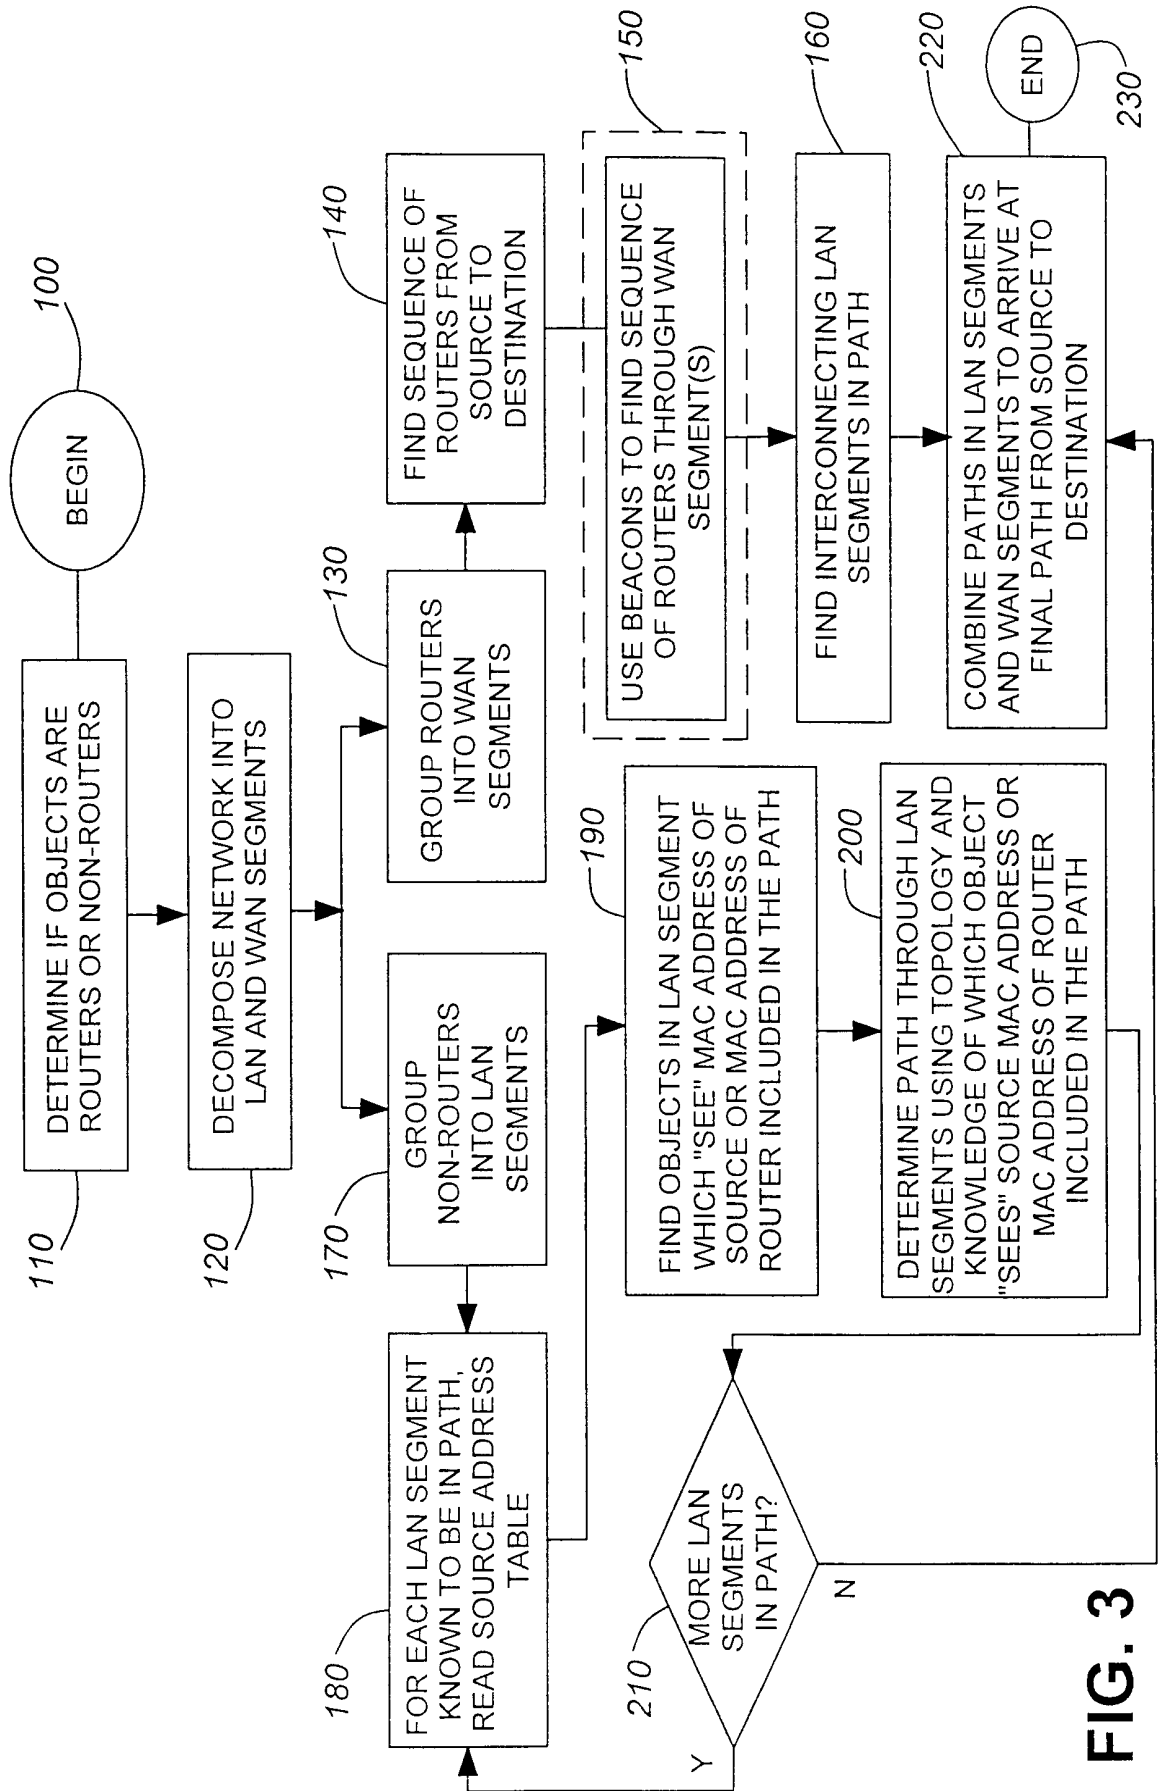 100
BEGIN
110
DETERMINE IF OBJECTS ARE
ROUTERS OR NON-ROUTERS
120
DECOMPOSE NETWORK INTO
LAN AND WAN SEGMENTS
130
GROUP ROUTERS
INTO WAN
SEGMENTS
140
FIND SEQUENCE OF
ROUTERS FROM
SOURCE TO
DESTINATION
150
USE BEACONS TO FIND SEQUENCE
OF ROUTERS THROUGH WAN
SEGMENT(S)
160
FIND INTERCONNECTING LAN
SEGMENTS IN PATH
170
GROUP
NON-ROUTERS
INTO LAN
SEGMENTS
180
FOR EACH LAN SEGMENT
KNOWN TO BE IN PATH,
READ SOURCE ADDRESS
TABLE
190
FIND OBJECTS IN LAN SEGMENT
WHICH "SEE" MAC ADDRESS OF
SOURCE OR MAC ADDRESS OF
ROUTER INCLUDED IN THE PATH
200
DETERMINE PATH THROUGH LAN
SEGMENTS USING TOPOLOGY AND
KNOWLEDGE OF WHICH OBJECT
"SEES" SOURCE MAC ADDRESS OR
MAC ADDRESS OF ROUTER
INCLUDED IN THE PATH
210
MORE LAN
SEGMENTS
IN PATH?
Y
N
220
COMBINE PATHS IN LAN SEGMENTS
AND WAN SEGMENTS TO ARRIVE AT
FINAL PATH FROM SOURCE TO
DESTINATION
END
230
FIG. 3